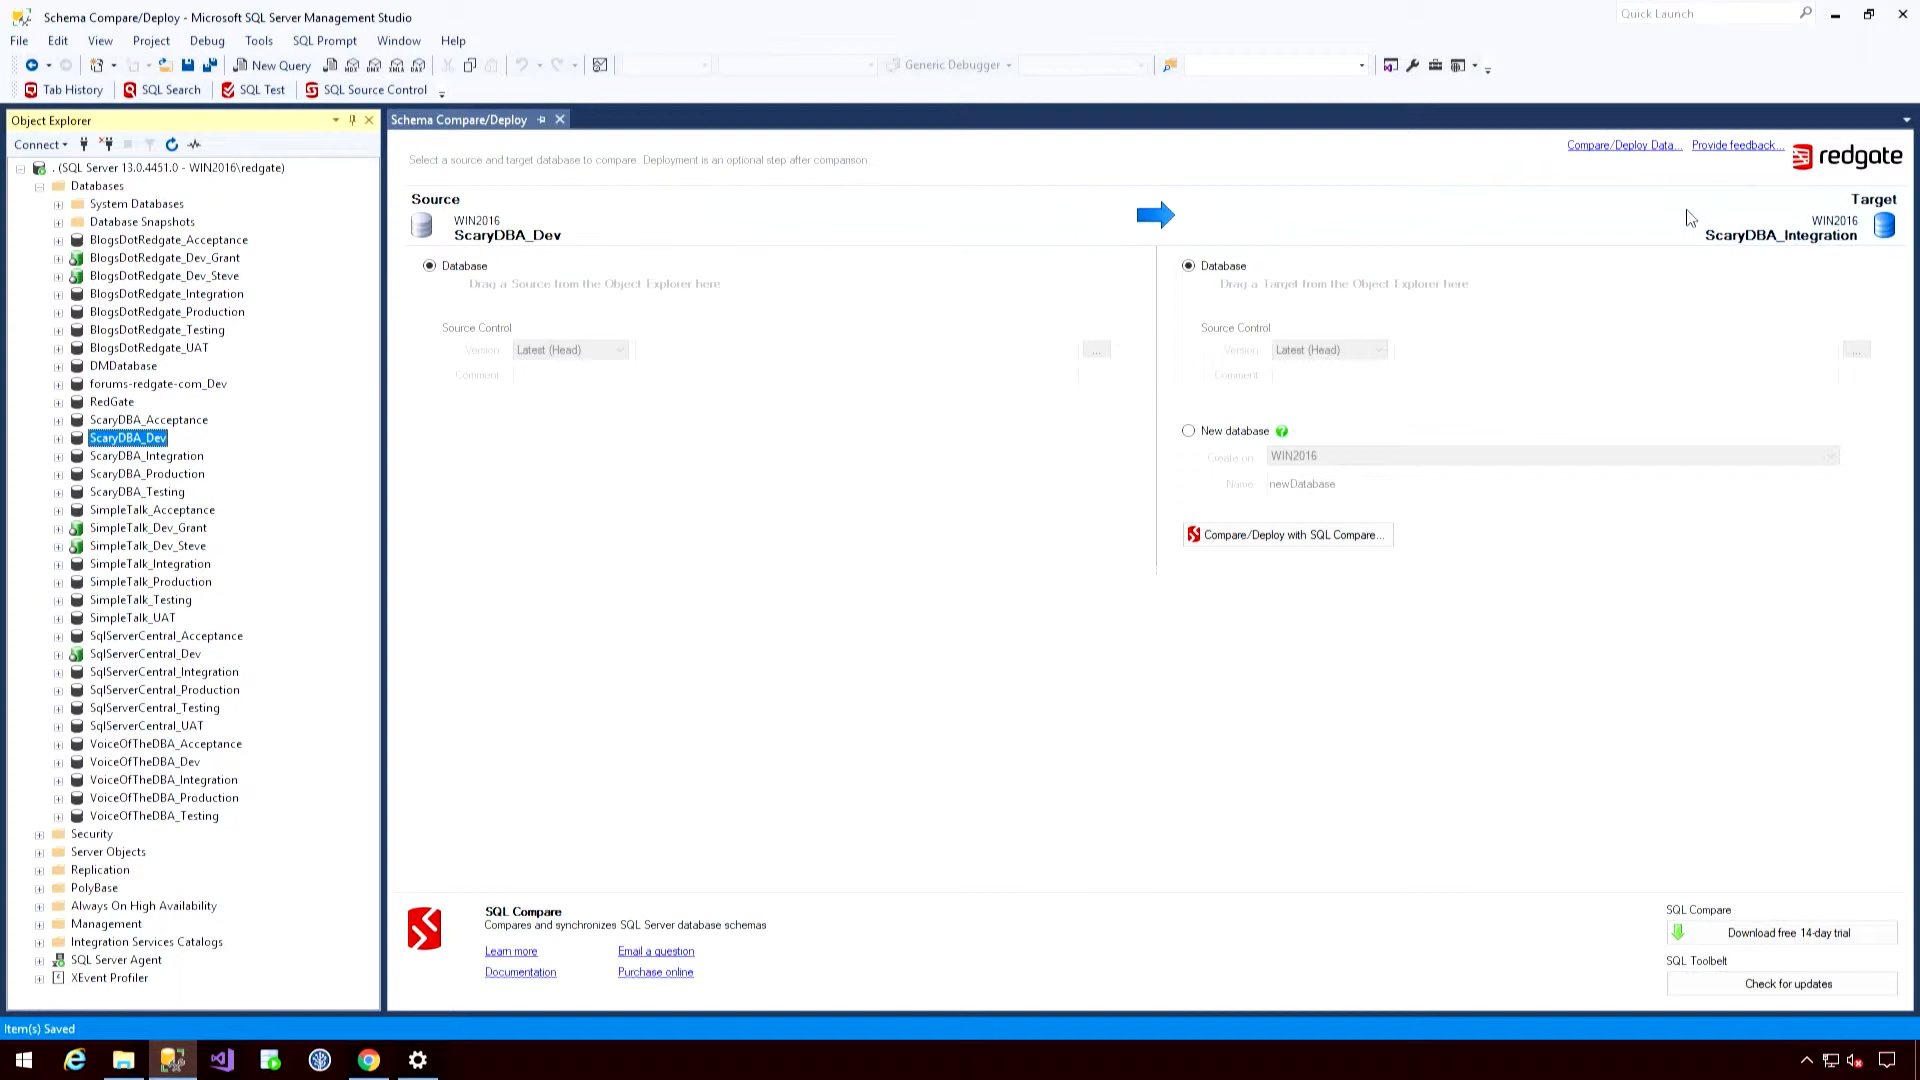 Schema Compare/Deploy - Microsoft SQL Server Management Studio
Quick Launch
File Edit View Project Debug Tools SQL Prompt Window Help
New Query
Generic Debugger
Tab History SQL Search SQL Test SQL Source Control
Object Explorer
Connect
. (SQL Server 13.0.4451.0 - WIN2016\redgate)
Databases
System Databases
Database Snapshots
BlogsDotRedgate_Acceptance
BlogsDotRedgate_Dev_Grant
BlogsDotRedgate_Dev_Steve
BlogsDotRedgate_Integration
BlogsDotRedgate_Production
BlogsDotRedgate_Testing
BlogsDotRedgate_UAT
DMDatabase
forums-redgate-com_Dev
RedGate
ScaryDBA_Acceptance
ScaryDBA_Dev
ScaryDBA_Integration
ScaryDBA_Production
ScaryDBA_Testing
SimpleTalk_Acceptance
SimpleTalk_Dev_Grant
SimpleTalk_Dev_Steve
SimpleTalk_Integration
SimpleTalk_Production
SimpleTalk_Testing
SimpleTalk_UAT
SqlServerCentral_Acceptance
SqlServerCentral_Dev
SqlServerCentral_Integration
SqlServerCentral_Production
SqlServerCentral_Testing
SqlServerCentral_UAT
VoiceOfTheDBA_Acceptance
VoiceOfTheDBA_Dev
VoiceOfTheDBA_Integration
VoiceOfTheDBA_Production
VoiceOfTheDBA_Testing
Security
Server Objects
Replication
PolyBase
Always On High Availability
Management
Integration Services Catalogs
SQL Server Agent
XEvent Profiler
Schema Compare/Deploy
Select a source and target database to compare. Deployment is an optional step after comparison.
Compare/Deploy Data... Provide feedback...
redgate
Source
WIN2016
ScaryDBA_Dev
Target
WIN2016
ScaryDBA_Integration
Database
Drag a Source from the Object Explorer here
Source Control
Version: Latest (Head) ...
Comment:
Database
Drag a Target from the Object Explorer here
Source Control
Version: Latest (Head) ...
Comment:
New database
Create on: WIN2016
Name: newDatabase
Compare/Deploy with SQL Compare...
SQL Compare
Compares and synchronizes SQL Server database schemas
Learn more Email a question
Documentation Purchase online
SQL Compare
Download free 14-day trial
SQL Toolbelt
Check for updates
Item(s) Saved